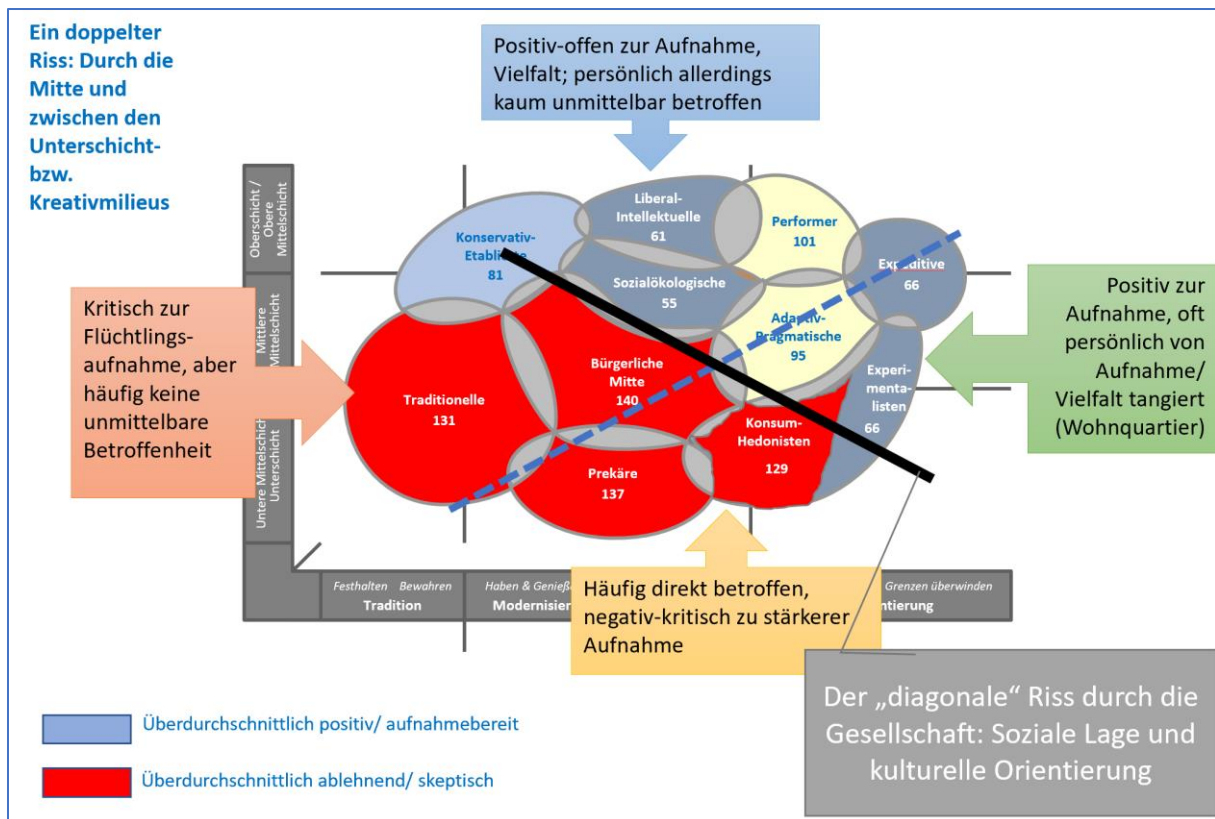 Ein doppelter
Riss: Durch die
Mitte und
zwischen den
Unterschicht-
bzw.
Kreativmilieus
Positiv-offen zur Aufnahme,
Vielfalt; persönlich allerdings
kaum unmittelbar betroffen
Oberschicht /
Obere
Mittelschicht
Mittlere
Mittelschicht
Untere Mittelschicht
Unterschicht
Kritisch zur
Flüchtlings-
aufnahme, aber
häufig keine
unmittelbare
Betroffenheit
Konservativ-
Etablierte
81
Liberal-
Intellektuelle
61
Performer
101
Expeditive
66
Sozialökologische
55
Adaptiv-
Pragmatische
95
Traditionelle
131
Bürgerliche
Mitte
140
Experi-
menta-
listen
66
Konsum-
Hedonisten
129
Prekäre
137
Positiv zur
Aufnahme, oft
persönlich von
Aufnahme/
Vielfalt tangiert
(Wohnquartier)
Festhalten Bewahren
Tradition
Haben & Genieß
Modernisie
Grenzen überwinden
ntierung
Häufig direkt betroffen,
negativ-kritisch zu stärkerer
Aufnahme
Der „diagonale“ Riss durch die
Gesellschaft: Soziale Lage und
kulturelle Orientierung
Überdurchschnittlich positiv/ aufnahmebereit
Überdurchschnittlich ablehnend/ skeptisch